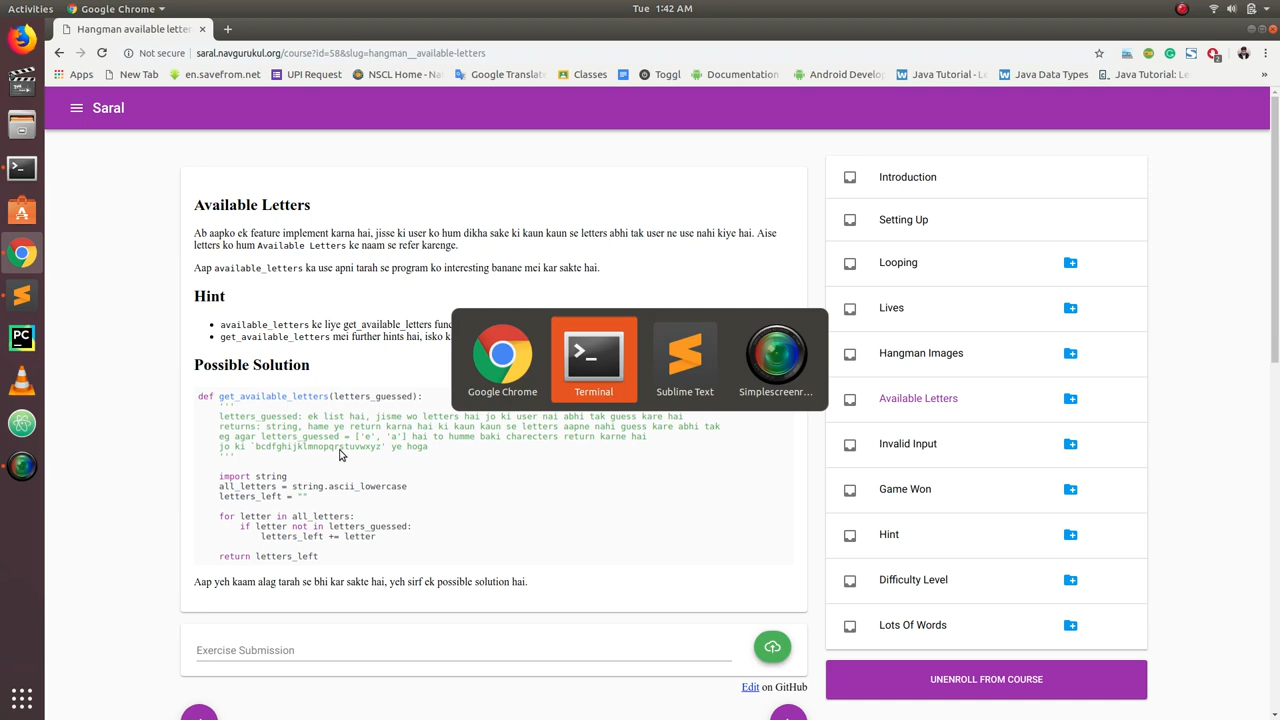 Activities Google Chrome Tue 1:42 AM
Hangman available letter
Not secure saral.navgurukul.org/course?id=58&slug=hangman__available-letters
Apps New Tab en.savefrom.net UPI Request NSCL Home - Na Google Translat Classes Toggl Documentation Android Develop Java Tutorial - L Java Data Types Java Tutorial: Le »
Saral
Available Letters
Ab aapko ek feature implement karna hai, jisse ki user ko hum dikha sake ki kaun kaun se letters abhi tak user ne use nahi kiye hai. Aise
letters ko hum Available Letters ke naam se refer karenge.
Aap available_letters ka use apni tarah se program ko interesting banane mei kar sakte hai.
Hint
available_letters ke liye get_available_letters func
get_available_letters mei further hints hai, isko k
Possible Solution
def get_available_letters(letters_guessed):
'''
letters_guessed: ek list hai, jisme wo letters hai jo ki user nai abhi tak guess kare hai
returns: string, hame ye return karna hai ki kaun kaun se letters aapne nahi guess kare abhi tak
eg agar letters_guessed = ['e', 'a'] hai to humme baki charecters return karne hai
jo ki `bcdfghijklmnopqrstuvwxyz' ye hoga
'''
import string
all_letters = string.ascii_lowercase
letters_left = ""
for letter in all_letters:
if letter not in letters_guessed:
letters_left += letter
return letters_left
Aap yeh kaam alag tarah se bhi kar sakte hai, yeh sirf ek possible solution hai.
Exercise Submission
Edit on GitHub
Google Chrome Terminal Sublime Text Simplescreenr...
Introduction
Setting Up
Looping
Lives
Hangman Images
Available Letters
Invalid Input
Game Won
Hint
Difficulty Level
Lots Of Words
UNENROLL FROM COURSE